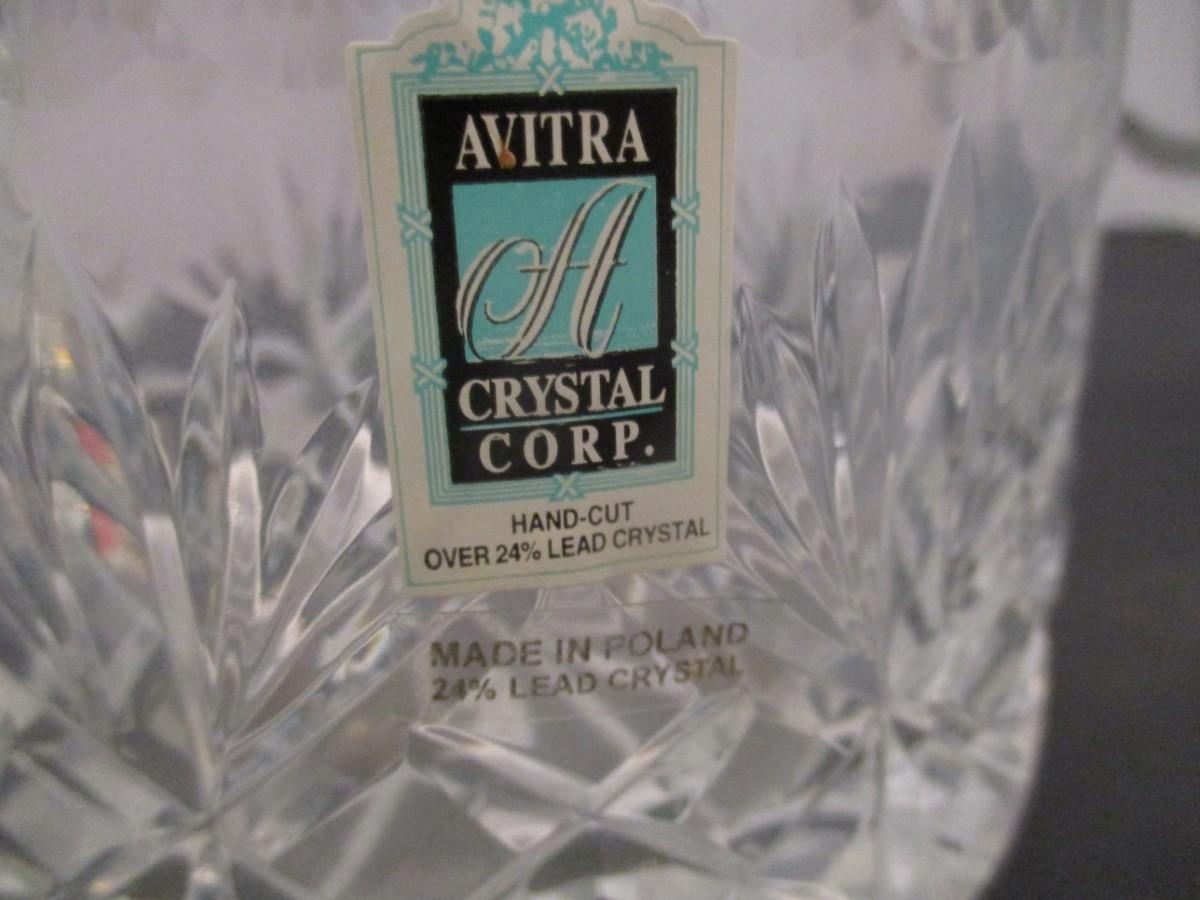 AVITRA
A
CRYSTAL
CORP.
HAND-CUT
OVER 24% LEAD CRYSTAL
MADE IN POLAND
24% LEAD CRYSTAL